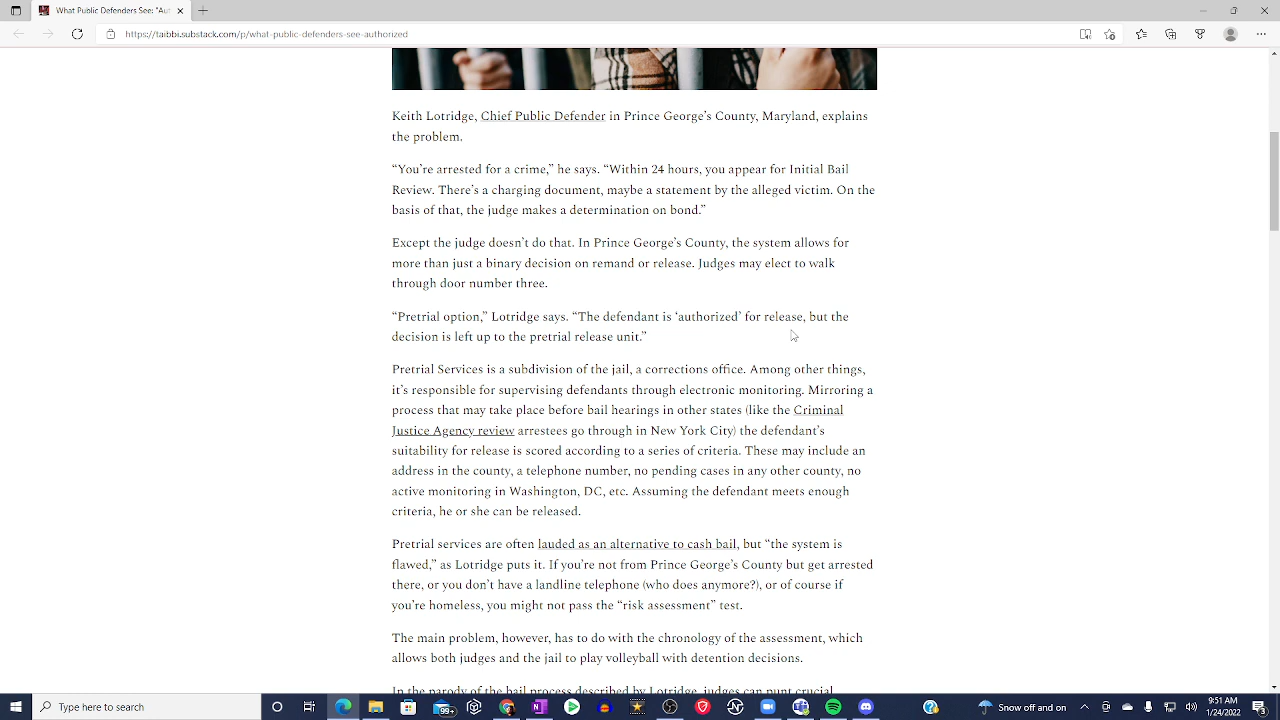 What Public Defenders See: "Aut
https://taibbi.substack.com/p/what-public-defenders-see-authorized
Keith Lotridge, Chief Public Defender in Prince George's County, Maryland, explains
the problem.
“You're arrested for a crime,” he says. “Within 24 hours, you appear for Initial Bail
Review. There's a charging document, maybe a statement by the alleged victim. On the
basis of that, the judge makes a determination on bond.”
Except the judge doesn't do that. In Prince George's County, the system allows for
more than just a binary decision on remand or release. Judges may elect to walk
through door number three.
“Pretrial option,” Lotridge says. “The defendant is ‘authorized’ for release, but the
decision is left up to the pretrial release unit.”
Pretrial Services is a subdivision of the jail, a corrections office. Among other things,
it's responsible for supervising defendants through electronic monitoring. Mirroring a
process that may take place before bail hearings in other states (like the Criminal
Justice Agency review arrestees go through in New York City) the defendant's
suitability for release is scored according to a series of criteria. These may include an
address in the county, a telephone number, no pending cases in any other county, no
active monitoring in Washington, DC, etc. Assuming the defendant meets enough
criteria, he or she can be released.
Pretrial services are often lauded as an alternative to cash bail, but “the system is
flawed,” as Lotridge puts it. If you're not from Prince George's County but get arrested
there, or you don't have a landline telephone (who does anymore?), or of course if
you're homeless, you might not pass the “risk assessment” test.
The main problem, however, has to do with the chronology of the assessment, which
allows both judges and the jail to play volleyball with detention decisions.
In the parody of the bail process described by Lotridge, judges can punt crucial
Type here to search
99+
Snow off and on
9:51 AM
1/24/2022